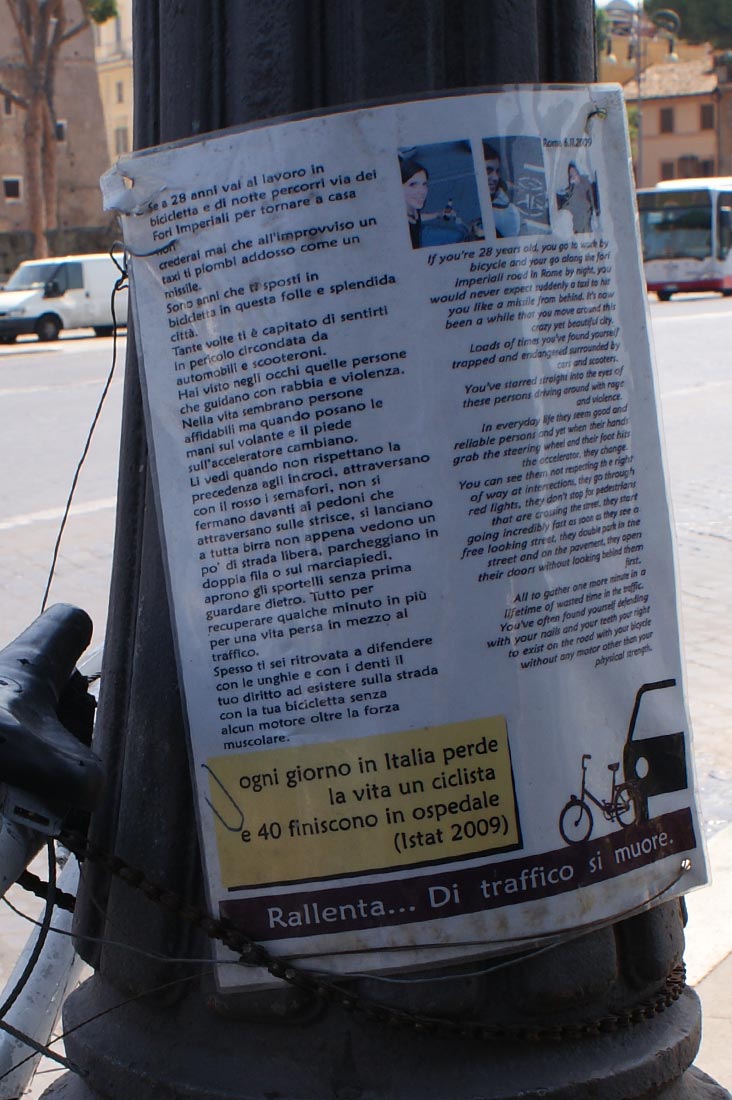 Se a 28 anni vai al lavoro in
bicicletta e di notte percorri via dei
Fori Imperiali per tornare a casa
non
crederai mai che all'improvviso un
taxi ti piombi addosso come un
missile.
Sono anni che ti sposti in
bicicletta in questa folle e splendida
città.
Tante volte ti è capitato di sentirti
in pericolo circondata da
automobili e scooteroni.
Hai visto negli occhi quelle persone
che guidano con rabbia e violenza.
Nella vita sembrano persone
affidabili ma quando posano le
mani sul volante e il piede
sull'acceleratore cambiano.
Li vedi quando non rispettano la
precedenza agli incroci, attraversano
con il rosso i semafori, non si
fermano davanti ai pedoni che
attraversano sulle strisce, si lanciano
a tutta birra non appena vedono un
po' di strada libera, parcheggiano in
doppia fila o sul marciapiedi,
aprono gli sportelli senza prima
guardare dietro. Tutto per
recuperare qualche minuto in più
per una vita persa in mezzo al
traffico.
Spesso ti sei ritrovata a difendere
con le unghie e con i denti il
tuo diritto ad esistere sulla strada
con la tua bicicletta senza
alcun motore oltre la forza
muscolare.
Roma, 6.11.2009
If you're 28 years old, you go to work by
bicycle and your go along the fori
imperiali road in Rome by night, you
would never expect suddenly a taxi to hit
you like a missile from behind. It's now
been a while that you move around this
crazy yet beautiful city.
Loads of times you've found yourself
trapped and endangered surrounded by
cars and scooters.
You've starred straight into the eyes of
these persons driving around with rage
and violence.
In everyday life they seem good and
reliable persons and yet when their hands
grab the steering wheel and their foot hits
the accelerator, they change.
You can see them not respecting the right
of way at intersections, they go through
red lights, they don't stop for pedestrians
that are crossing the street, they start
going incredibly fast as soon as they see a
free looking street, they double park in the
street and on the pavement, they open
their doors without looking behind them
first.
All to gather one more minute in a
lifetime of wasted time in the traffic.
You've often found yourself defending
with your nails and your teeth your right
to exist on the road with your bicycle
without any motor other than your
physical strength.
ogni giorno in Italia perde
la vita un ciclista
e 40 finiscono in ospedale
(Istat 2009)
Rallenta... Di traffico si muore.